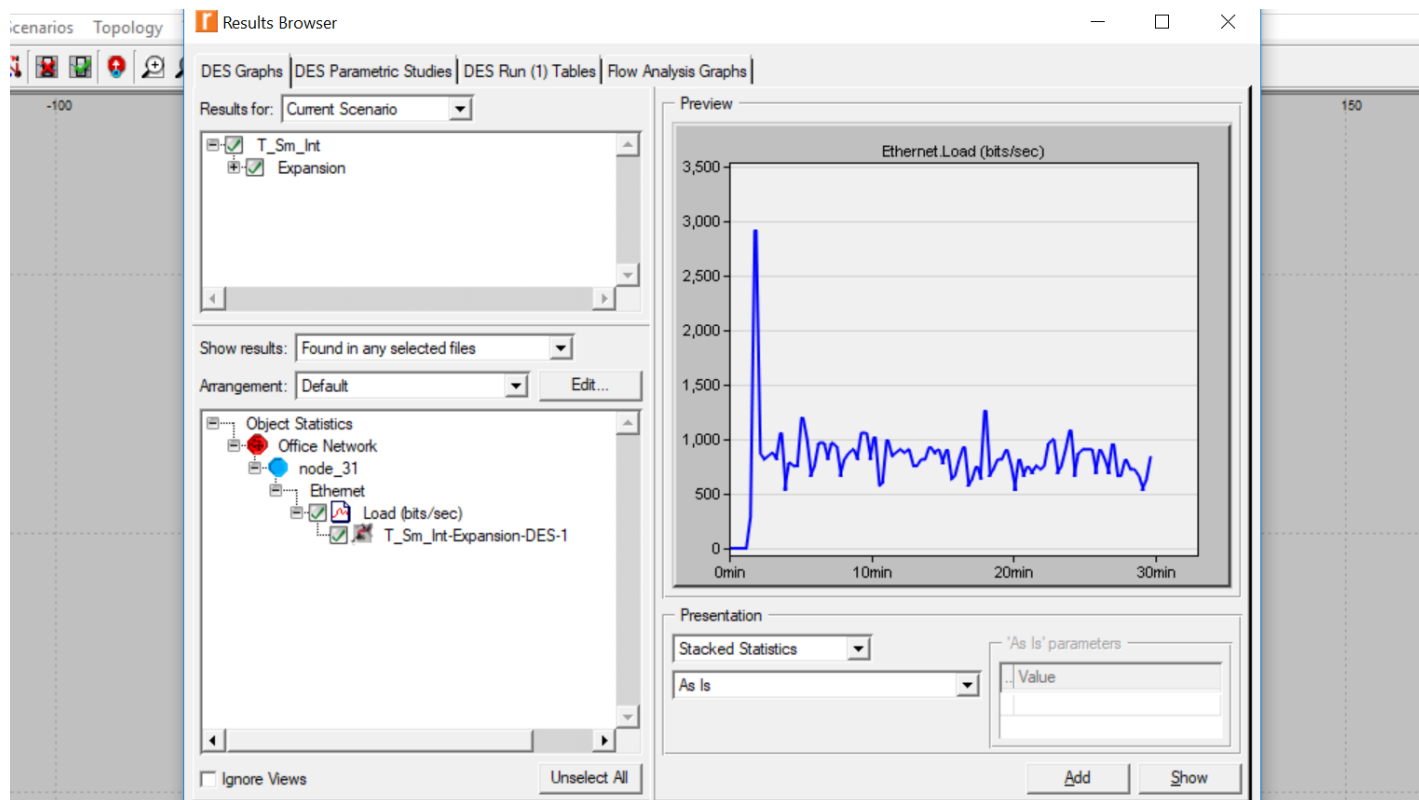 Results Browser
cenarios Topology
DES Graphs DES Parametric Studies DES Run (1) Tables Flow Analysis Graphs
-100
150
Results for: Current Scenario
T_Sm_Int
Expansion
Show results: Found in any selected files
Arrangement: Default Edit...
Object Statistics
Office Network
node_31
Ethernet
Load (bits/sec)
T_Sm_Int-Expansion-DES-1
Ignore Views Unselect All
Preview
Ethernet.Load (bits/sec)
3,500
3,000
2,500
2,000
1,500
1,000
500
0
0min 10min 20min 30min
Presentation
Stacked Statistics
As Is
'As Is' parameters
.. Value
Add Show